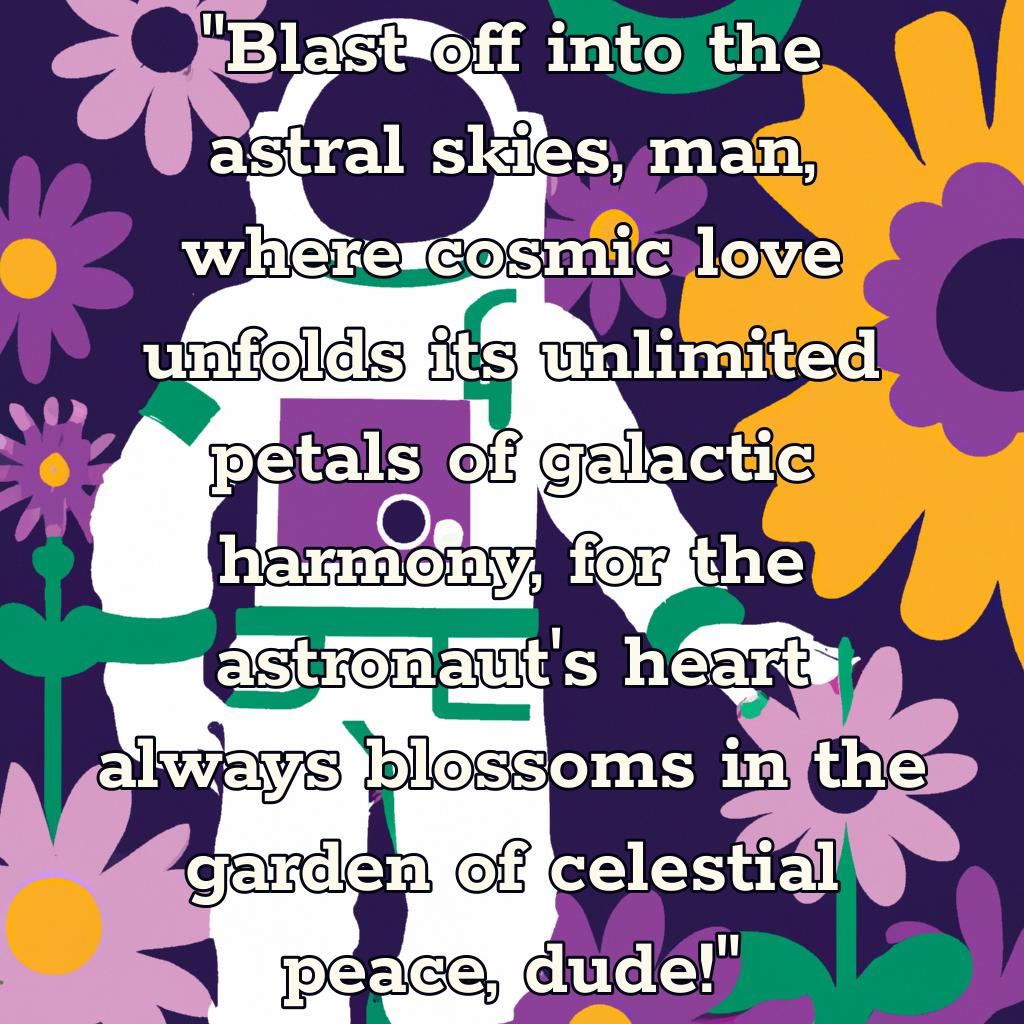 "Blast off into the
astral skies, man,
where cosmic love
unfolds its unlimited
petals of galactic
harmony, for the
astronaut's heart
always blossoms in the
garden of celestial
peace, dude!"